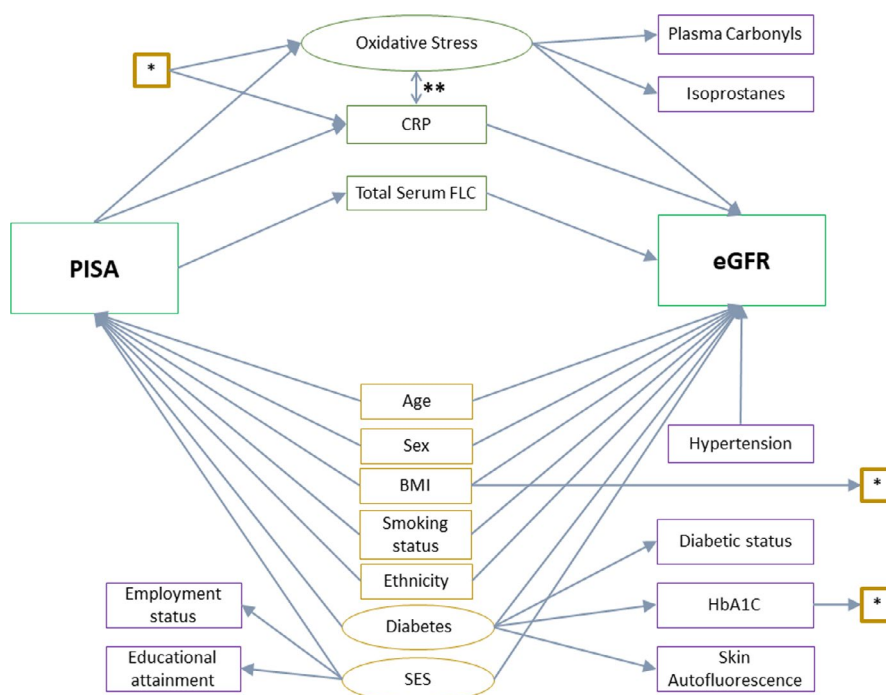 Oxidative Stress
Plasma Carbonyls
*
**
Isoprostanes
CRP
Total Serum FLC
PISA
eGFR
Age
Sex
Hypertension
BMI
*
Smoking
status
Diabetic status
Ethnicity
Employment
status
HbA1C
*
Diabetes
Educational
attainment
SES
Skin
Autofluorescence